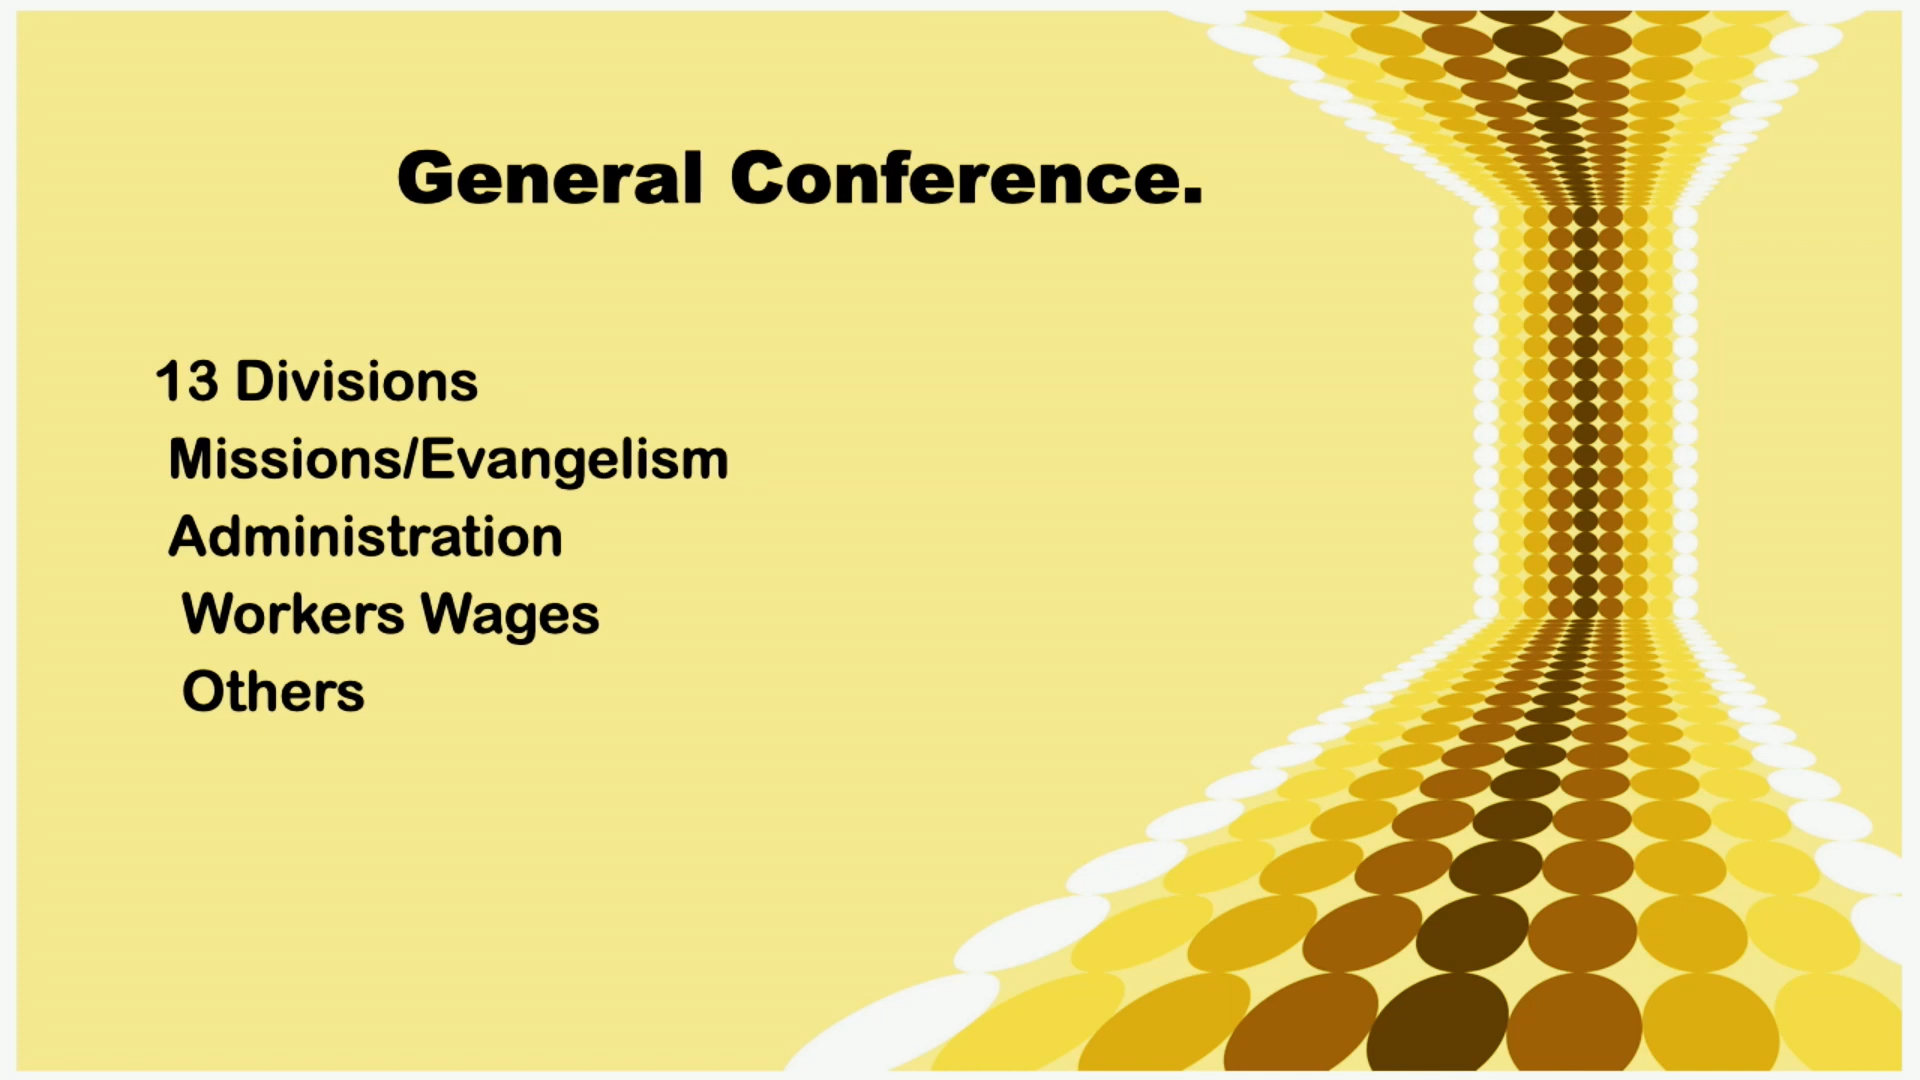 General Conference.
13 Divisions
Missions/Evangelism
Administration
Workers Wages
Others